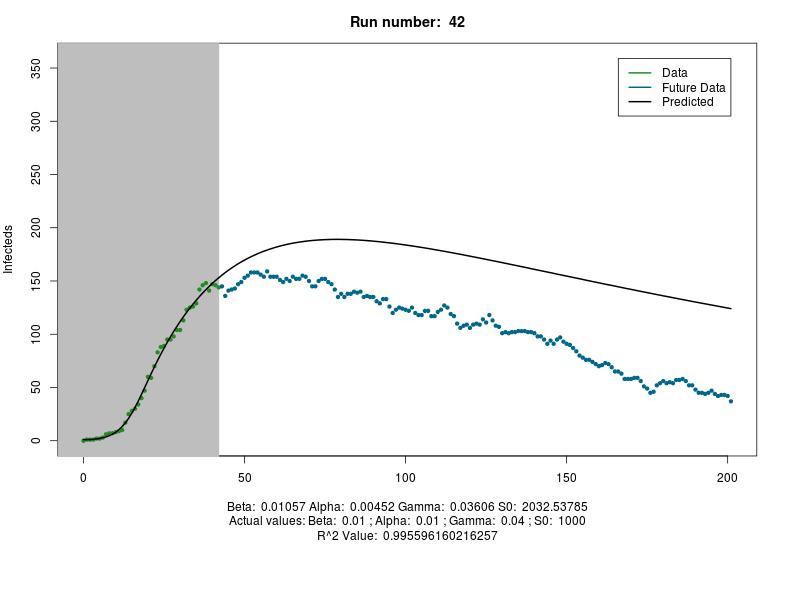 Run number: 42
350
300
250
200
150
100
50
0
Infecteds
Data
Future Data
Predicted
0 50 100 150 200
Beta: 0.01057 Alpha: 0.00452 Gamma: 0.03606 S0: 2032.53785
Actual values: Beta: 0.01 ; Alpha: 0.01 ; Gamma: 0.04 ; S0: 1000
R^2 Value: 0.995596160216257